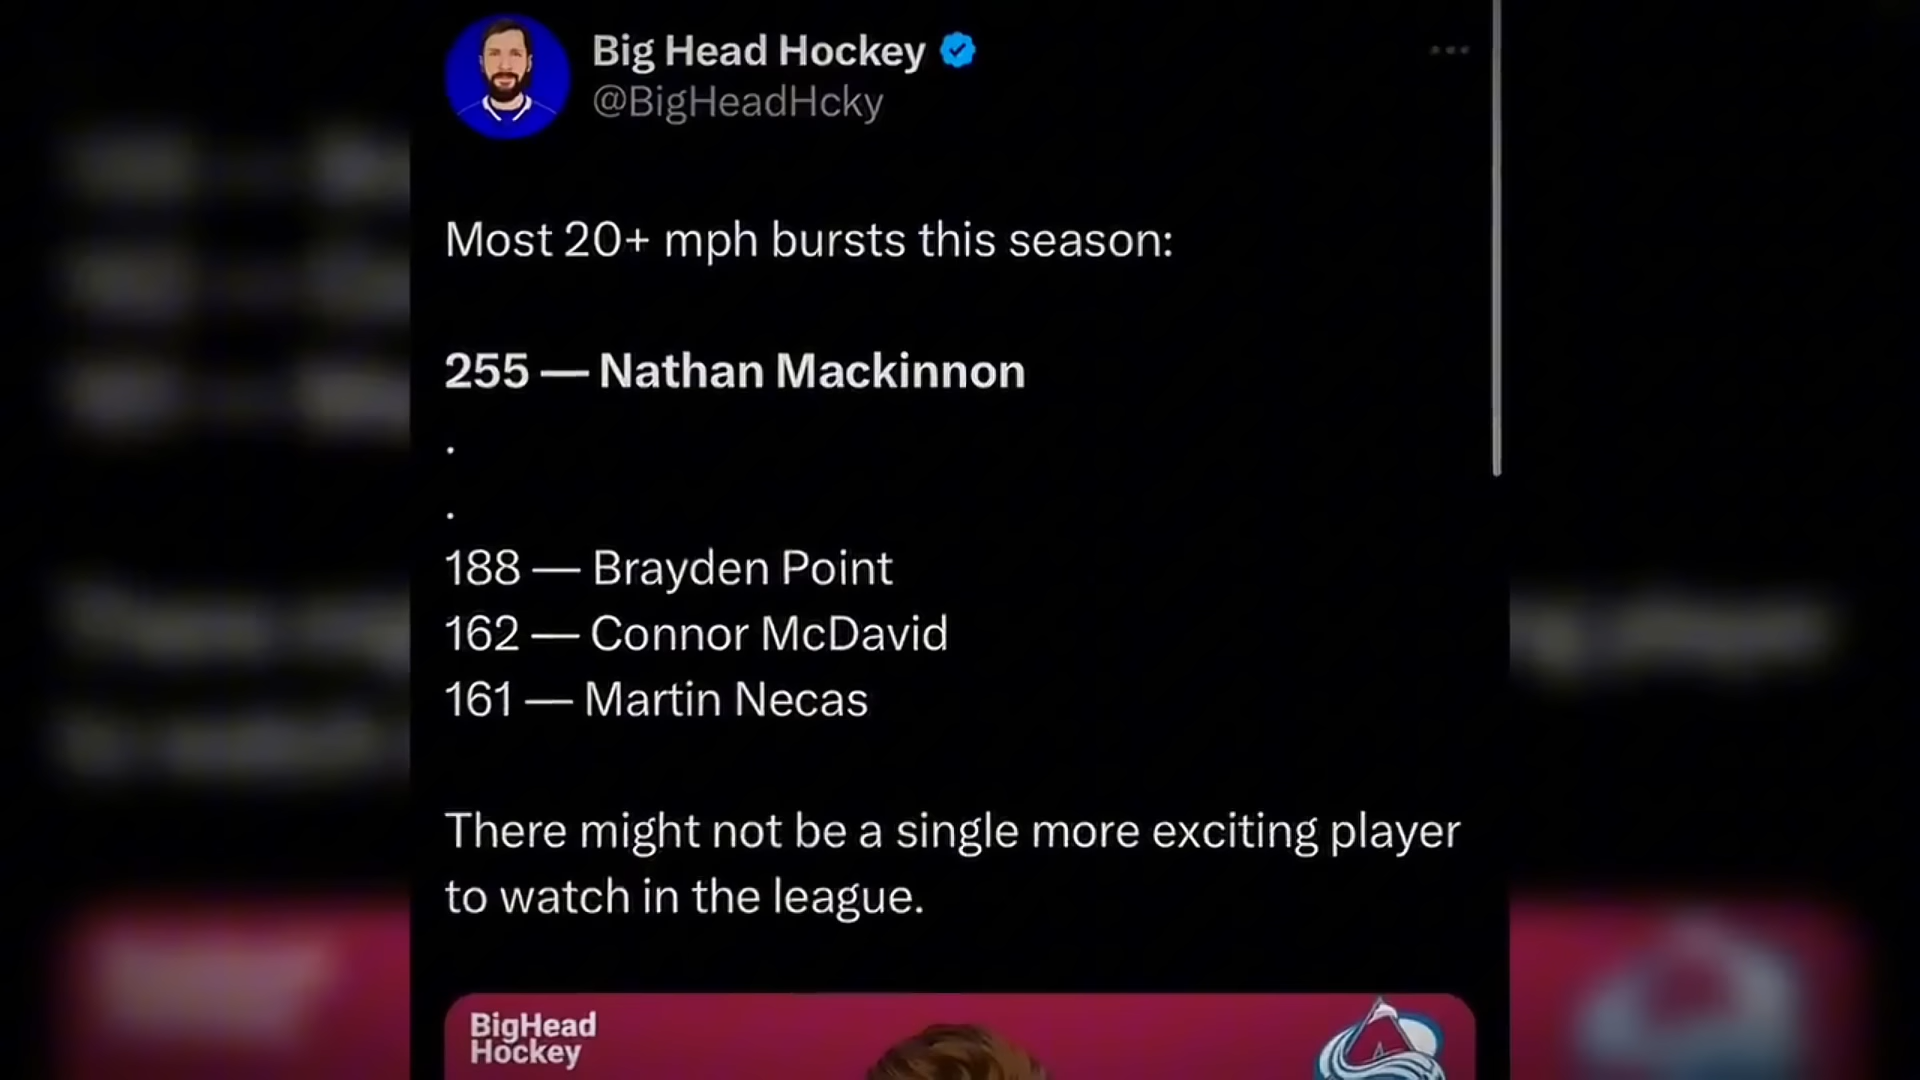 Big Head Hockey
@BigHeadHcky
Most 20+ mph bursts this season:
255 — Nathan Mackinnon
.
.
188 — Brayden Point
162 — Connor McDavid
161 — Martin Necas
There might not be a single more exciting player
to watch in the league.
BigHead
Hockey